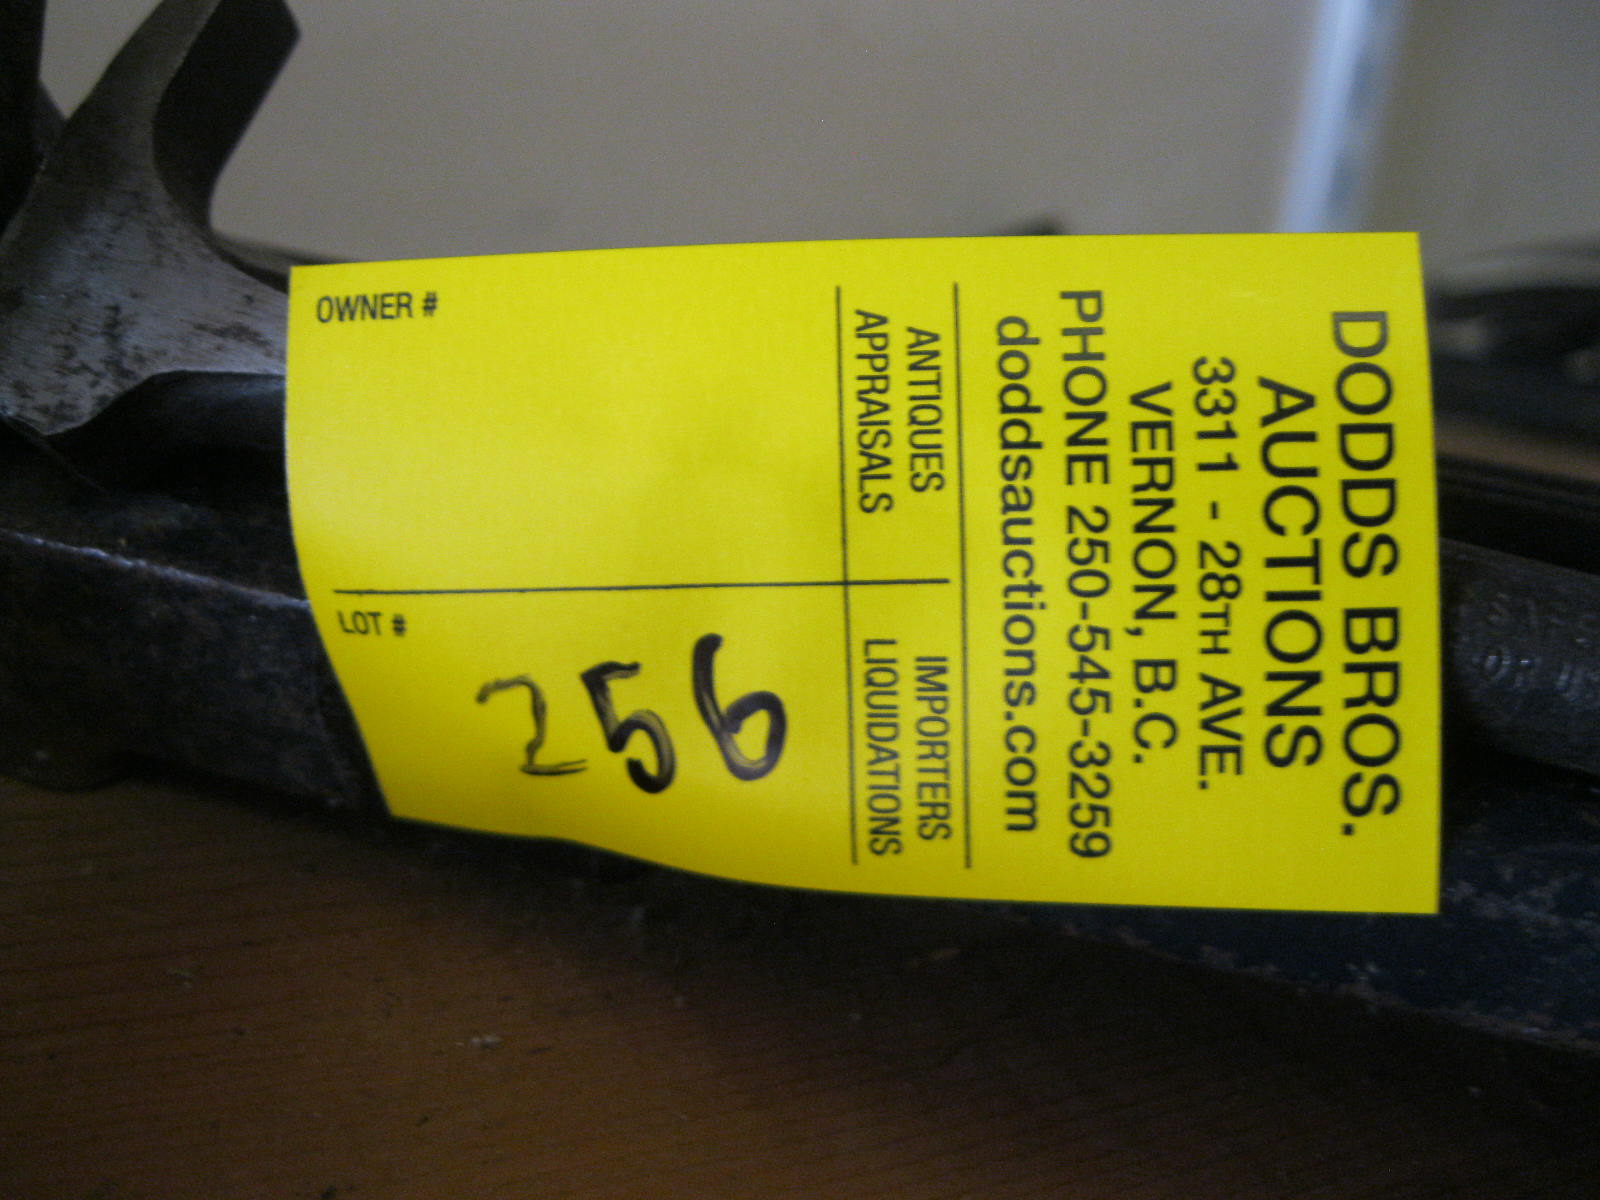 DODDS BROS.
AUCTIONS
3311 - 28TH AVE.
VERNON, B.C.
PHONE 250-545-3259
doddsauctions.com
ANTIQUES IMPORTERS
APPRAISALS LIQUIDATIONS
OWNER #
LOT #
256